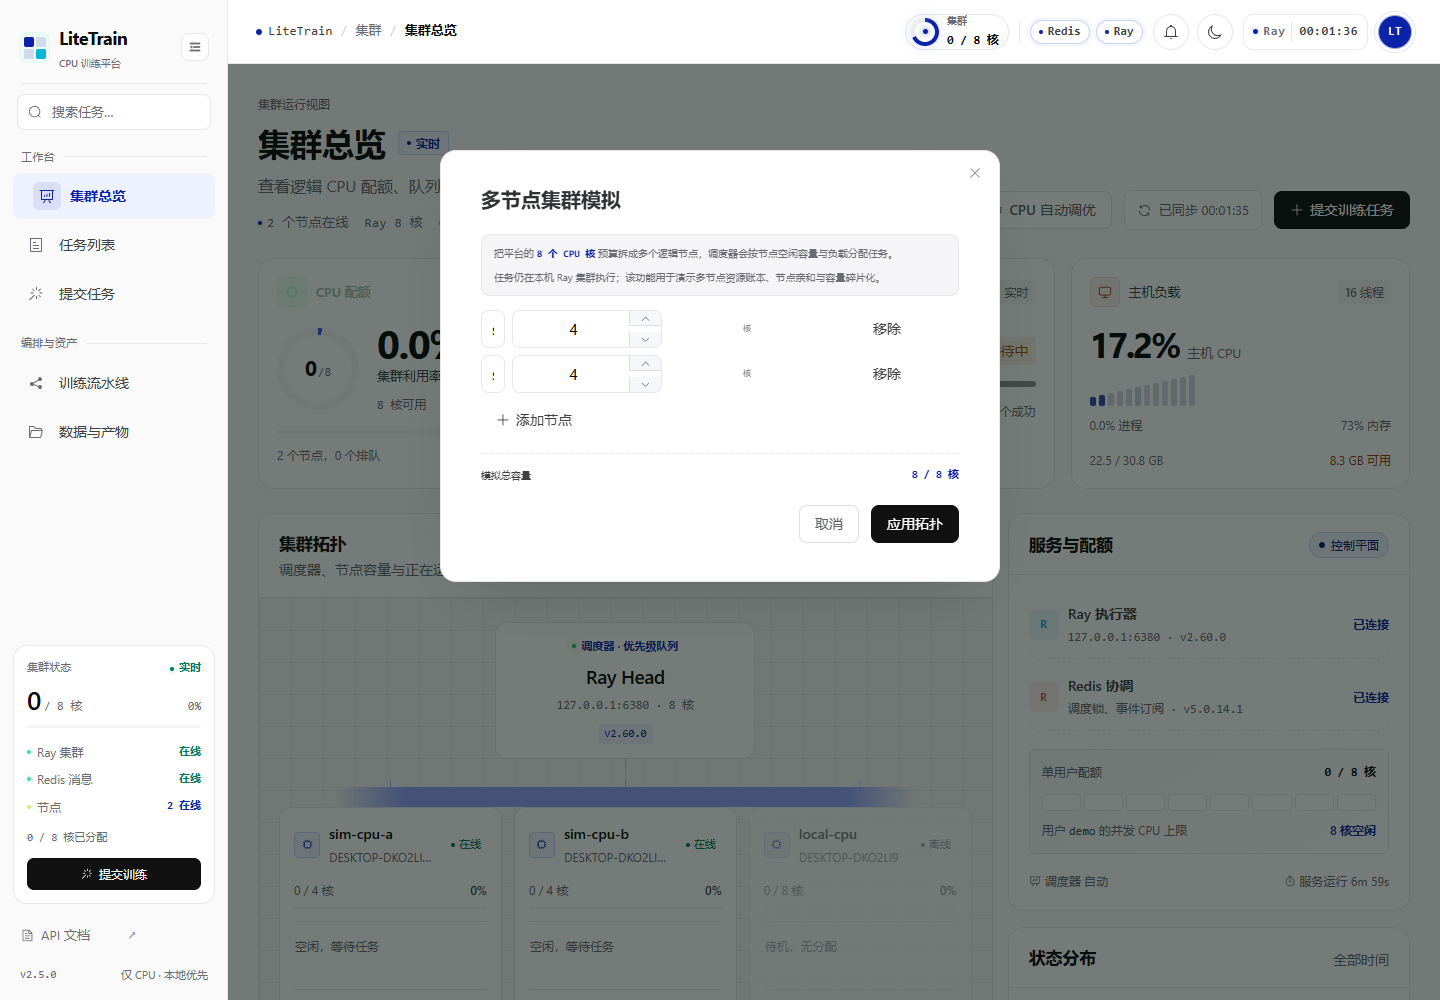 LiteTrain
CPU 训练平台
搜索任务...
工作台
集群总览
任务列表
提交任务
编排与资产
训练流水线
数据与产物
集群状态
实时
0 / 8 核
0%
Ray 集群
在线
Redis 消息
在线
节点
2 在线
0 / 8 核已分配
提交训练
API 文档 ↗
v2.5.0
仅 CPU · 本地优先
LiteTrain / 集群 / 集群总览
集群
0 / 8 核
Redis
Ray
Ray 00:01:36
LT
集群运行视图
集群总览
实时
查看逻辑 CPU 配额、队列
2 个节点在线 Ray 8 核
CPU 自动调优
已同步 00:01:35
提交训练任务
CPU 配额
0/8
0.0%
集群利用率
8 核可用
2 个节点，0 个排队
实时
待中
个成功
主机负载
16 线程
17.2% 主机 CPU
0.0% 进程
73% 内存
22.5 / 30.8 GB
8.3 GB 可用
多节点集群模拟
把平台的 8 个 CPU 核 预算拆成多个逻辑节点，调度器会按节点空闲容量与负载分配任务。
任务仍在本机 Ray 集群执行；该功能用于演示多节点资源账本、节点亲和与容量碎片化。
4
核
移除
4
核
移除
添加节点
模拟总容量
8 / 8 核
取消
应用拓扑
集群拓扑
调度器、节点容量与正在运
调度器 · 优先级队列
Ray Head
127.0.0.1:6380 · 8 核
v2.60.0
sim-cpu-a
DESKTOP-DKO2LI...
在线
0 / 4 核
0%
空闲，等待任务
sim-cpu-b
DESKTOP-DKO2LI...
在线
0 / 4 核
0%
空闲，等待任务
local-cpu
DESKTOP-DKO2LI9
离线
0 / 8 核
0%
待机，无分配
服务与配额
控制平面
R
Ray 执行器
127.0.0.1:6380 · v2.60.0
已连接
R
Redis 协调
调度锁、事件订阅 · v5.0.14.1
已连接
单用户配额
0 / 8 核
用户 demo 的并发 CPU 上限
8 核空闲
调度器 自动
服务运行 6m 59s
状态分布
全部时间